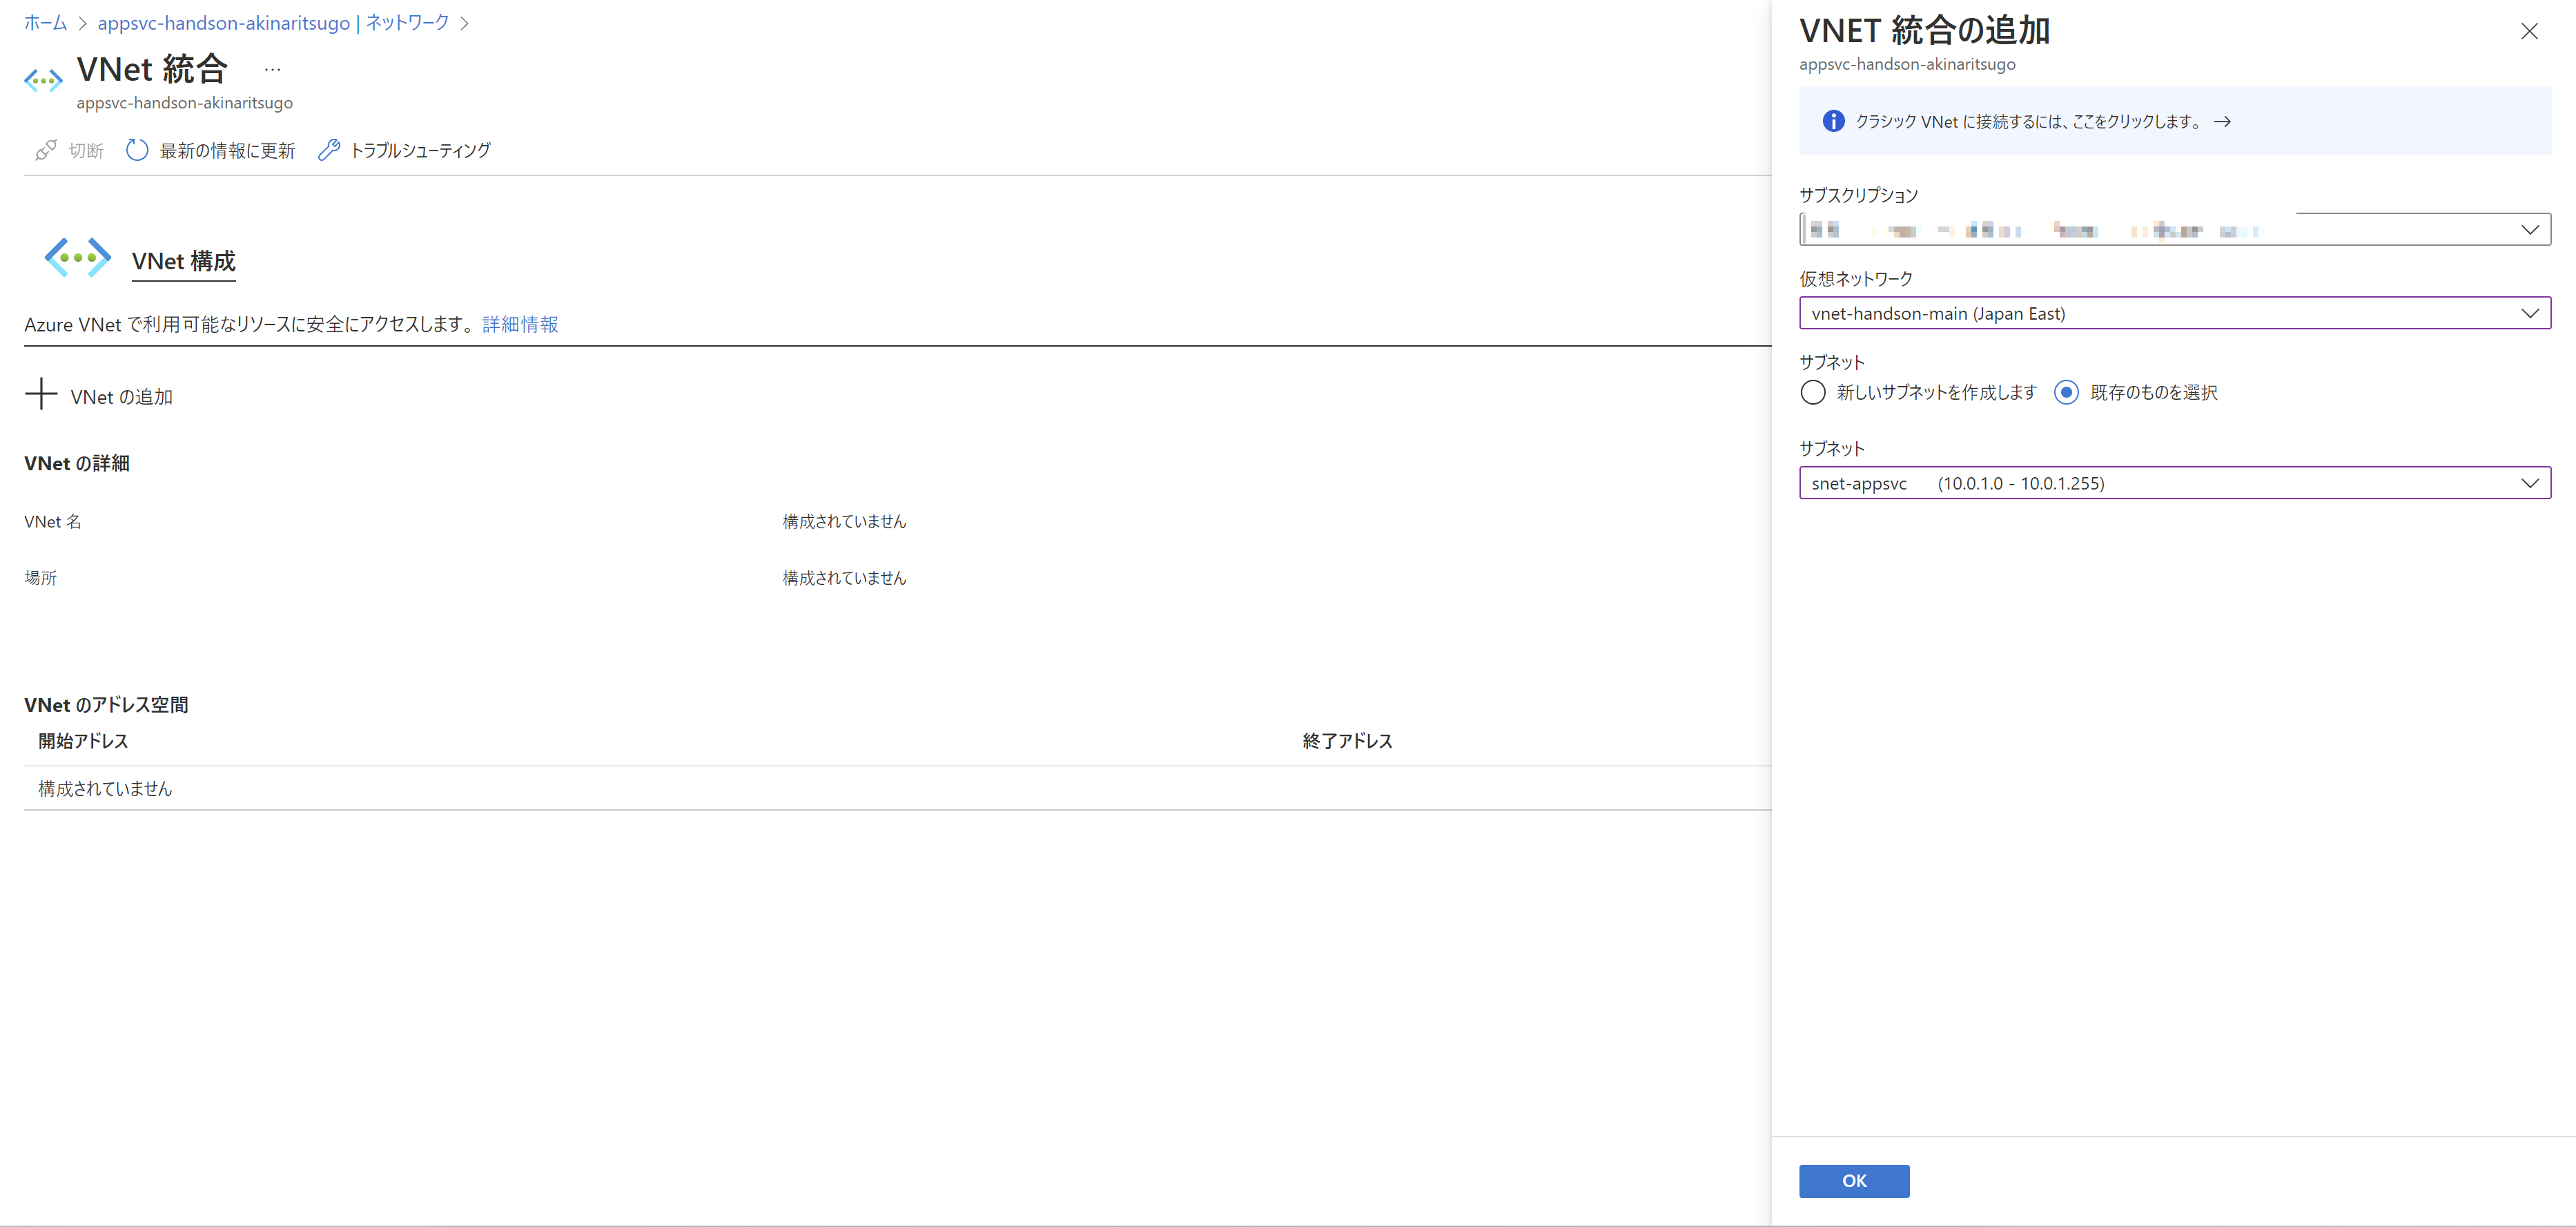 ホーム > appsvc-handson-akinaritsugo | ネットワーク >
VNet 統合 ...
appsvc-handson-akinaritsugo
切断 最新の情報に更新 トラブルシューティング
VNet 構成
Azure VNet で利用可能なリソースに安全にアクセスします。 詳細情報
VNet の追加
VNet の詳細
VNet 名 構成されていません
場所 構成されていません
VNet のアドレス空間
開始アドレス 終了アドレス
構成されていません
VNET 統合の追加
appsvc-handson-akinaritsugo
クラシック VNet に接続するには、ここをクリックします。 →
サブスクリプション
仮想ネットワーク
vnet-handson-main (Japan East)
サブネット
新しいサブネットを作成します 既存のものを選択
サブネット
snet-appsvc (10.0.1.0 - 10.0.1.255)
OK